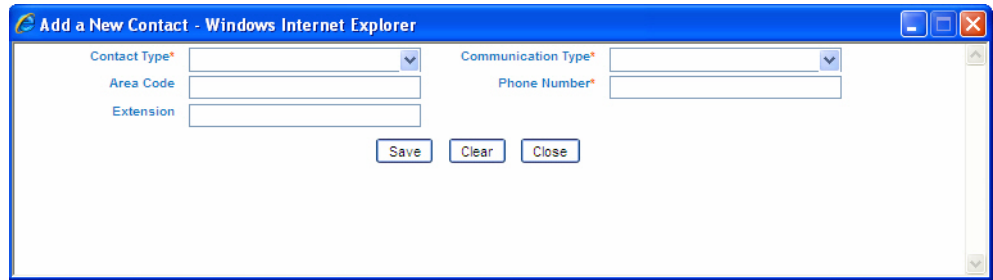 Add a New Contact - Windows Internet Explorer
Contact Type* Communication Type*
Area Code Phone Number*
Extension
Save Clear Close